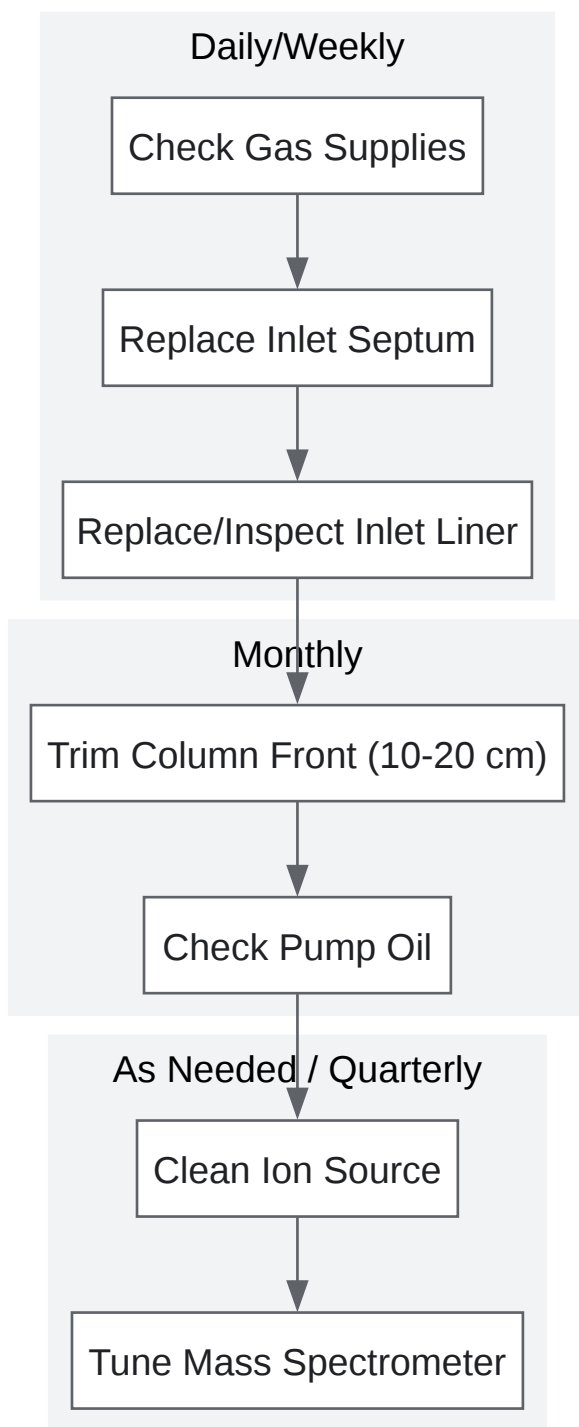 Daily/Weekly
Check Gas Supplies
Replace Inlet Septum
Replace/Inspect Inlet Liner
Monthly
Trim Column Front (10-20 cm)
Check Pump Oil
As Needed / Quarterly
Clean Ion Source
Tune Mass Spectrometer